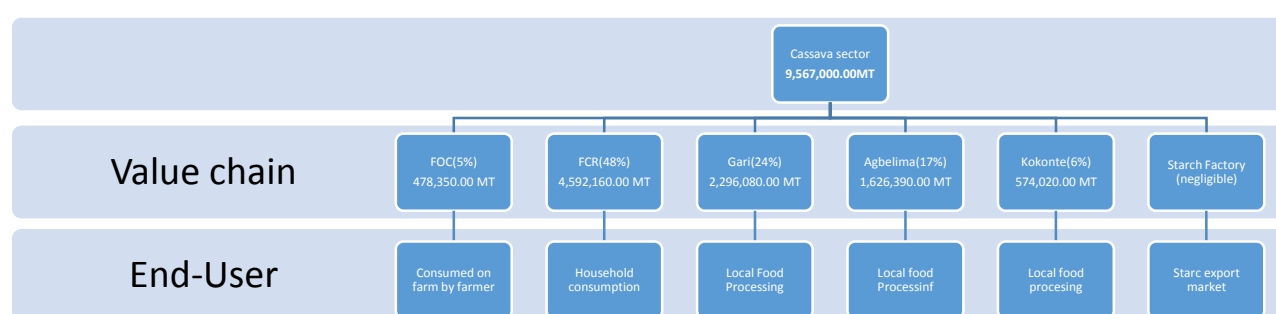 Cassava sector
9,567,000.00MT
Value chain
FOC(5%)
478,350.00 MT
FCR(48%)
4,592,160.00 MT
Gari(24%)
2,296,080.00 MT
Agbelima(17%)
1,626,390.00 MT
Kokonte(6%)
574,020.00 MT
Starch Factory
(negligible)
End-User
Consumed on
farm by farmer
Household
consumption
Local Food
Processing
Local food
Processinf
Local food
procesing
Starc export
market